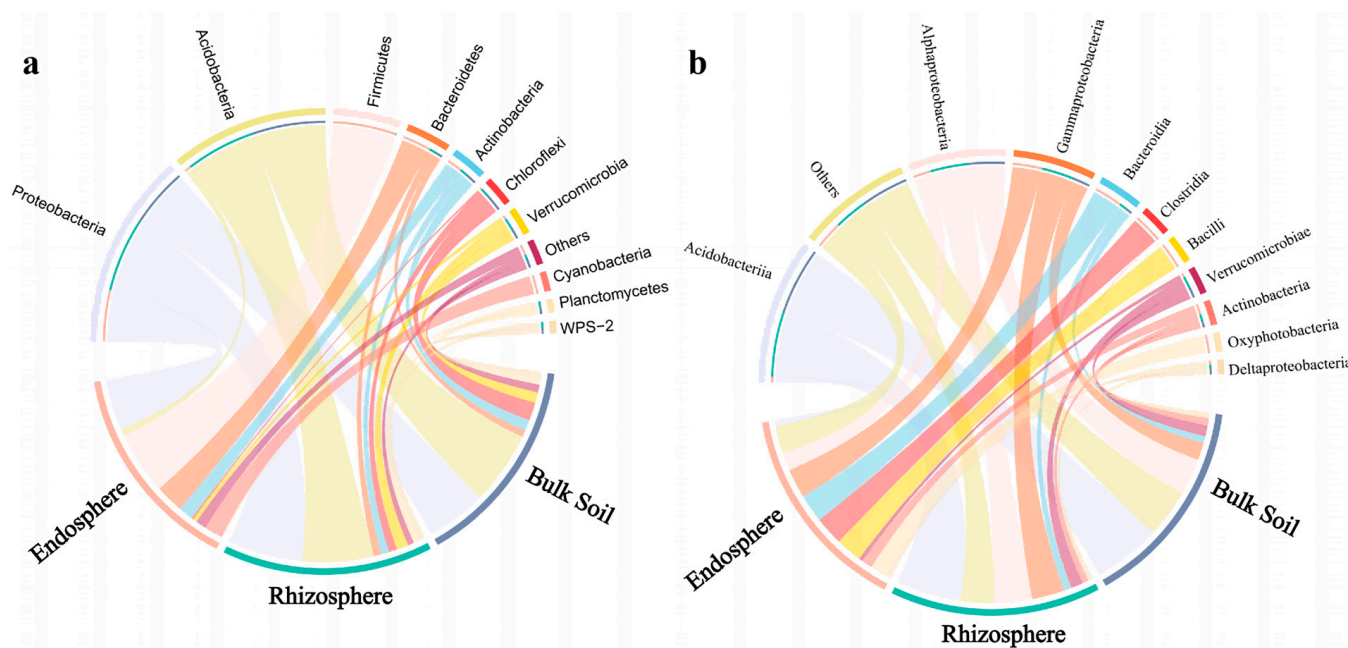 a
Proteobacteria
Acidobacteria
Firmicutes
Bacteroidetes
Actinobacteria
Chloroflexi
Verrucomicrobia
Others
Cyanobacteria
Planctomycetes
WPS-2
Endosphere
Rhizosphere
Bulk Soil
b
Acidobacteriia
Others
Alphaproteobacteria
Gammaproteobacteria
Bacteroidia
Clostridia
Bacilli
Verrucomicrobiae
Actinobacteria
Oxyphotobacteria
Deltaproteobacteria
Endosphere
Rhizosphere
Bulk Soil